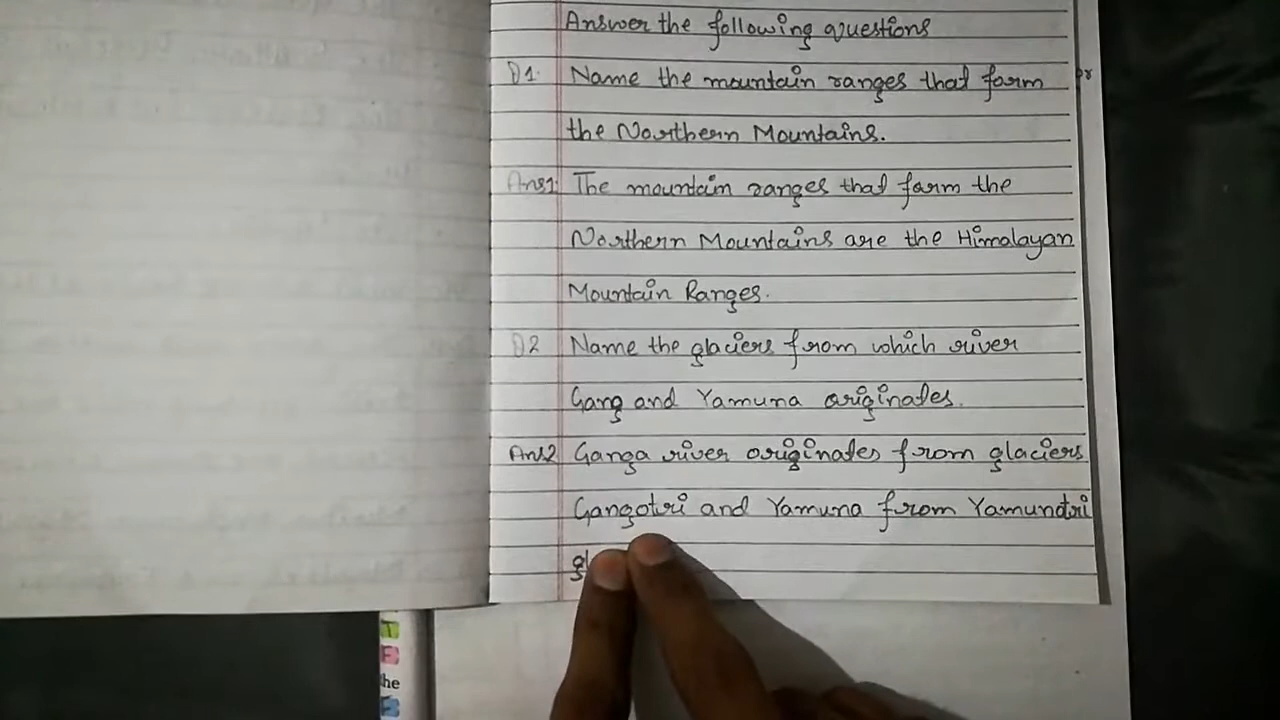 Answer the following questions
Q1. Name the mountain ranges that form
the Northern Mountains.
Ans1. The mountain ranges that form the
Northern Mountains are the Himalayan
Mountain Ranges.
Q2 Name the glaciers from which river
Gang and Yamuna originates.
Ans2 Ganga river originates from glaciers
Gangotri and Yamuna from Yamunotri
T
F
he
F